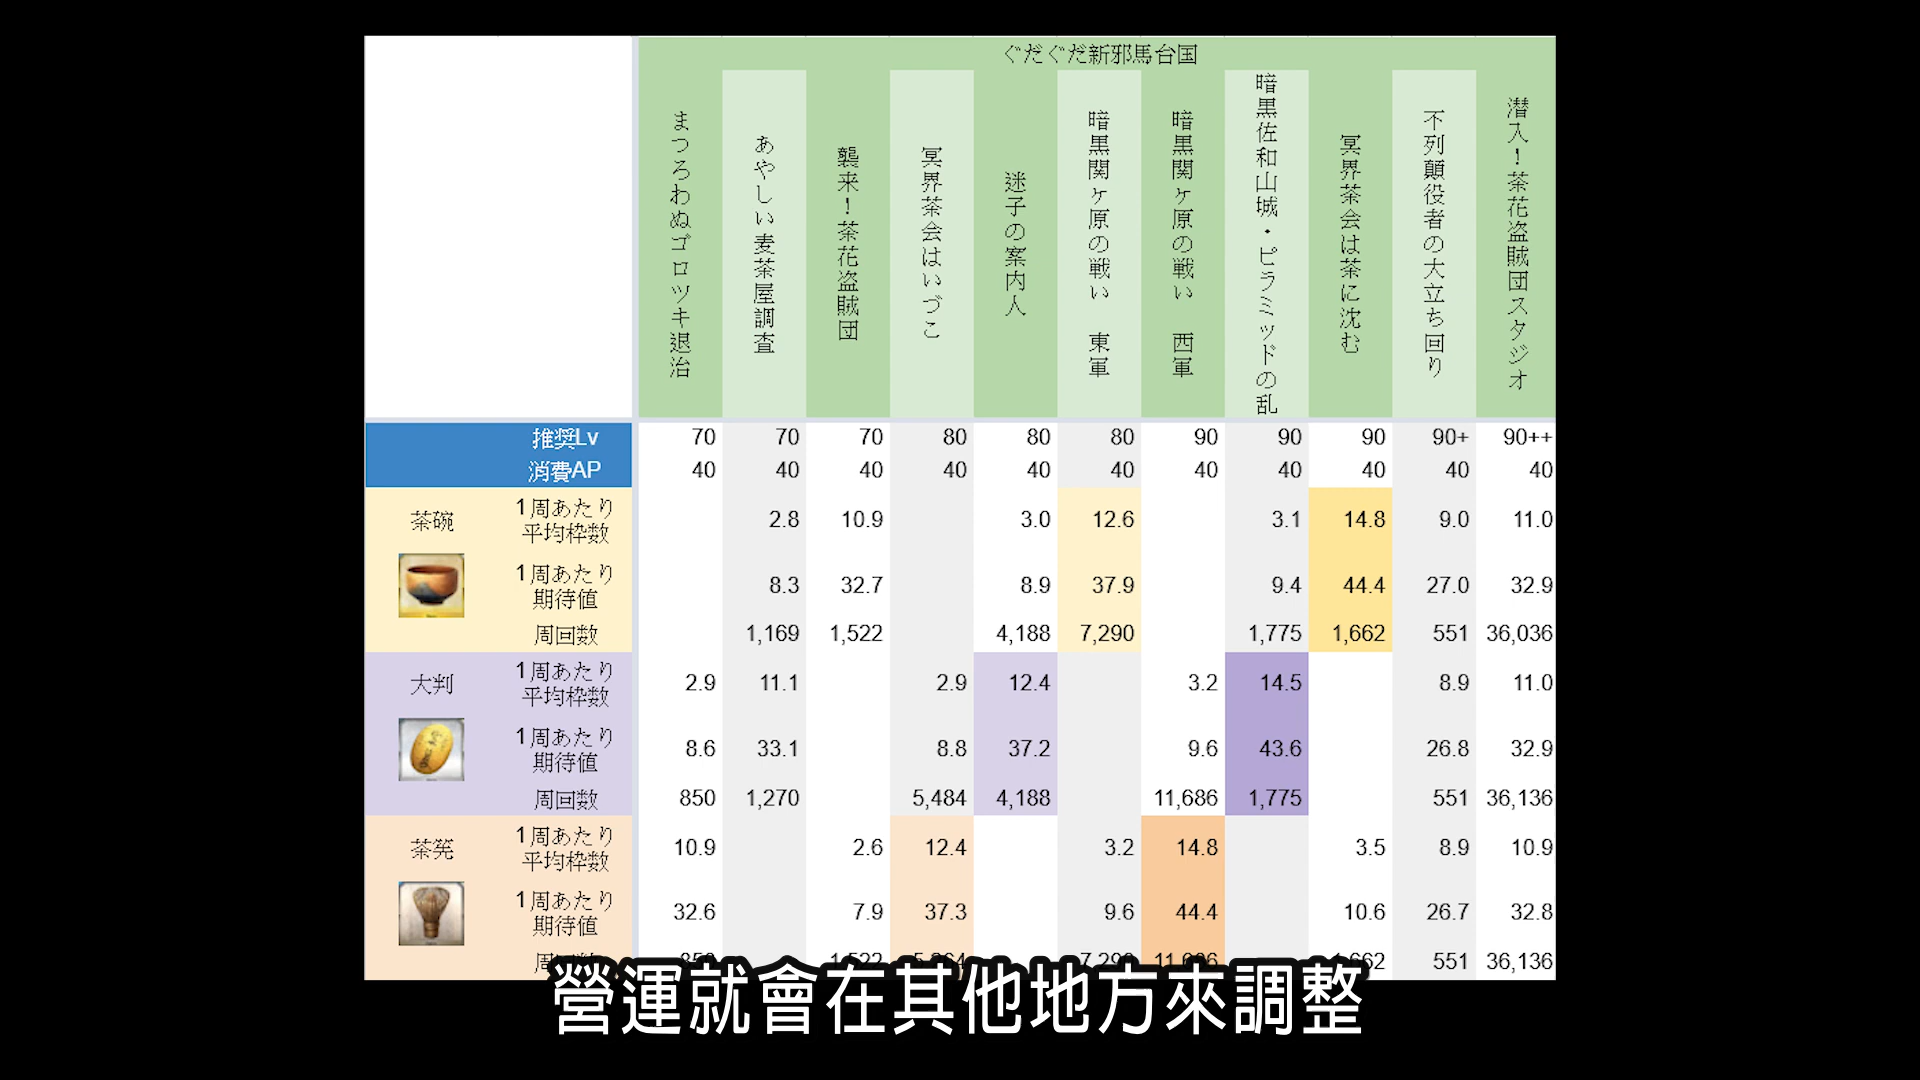 ぐだぐだ新邪馬台国
まつろわぬゴロツキ退治
あやしい麦茶屋調査
襲来！茶花盗賊団
冥界茶会はいづこ
迷子の案内人
暗黒関ヶ原の戦い 東軍
暗黒関ヶ原の戦い 西軍
暗黒佐和山城・ピラミッドの乱
冥界茶会は茶に沈む
不列顛役者の大立ち回り
潜入！茶花盗賊団スタジオ
推奨Lv 70 70 70 80 80 80 90 90 90 90+ 90++
消費AP 40 40 40 40 40 40 40 40 40 40 40
茶碗
1周あたり
平均枠数
2.8 10.9 3.0 12.6 3.1 14.8 9.0 11.0
1周あたり
期待値
8.3 32.7 8.9 37.9 9.4 44.4 27.0 32.9
周回数 1,169 1,522 4,188 7,290 1,775 1,662 551 36,036
大判
1周あたり
平均枠数
2.9 11.1 2.9 12.4 3.2 14.5 8.9 11.0
1周あたり
期待値
8.6 33.1 8.8 37.2 9.6 43.6 26.8 32.9
周回数 850 1,270 5,484 4,188 11,686 1,775 551 36,136
茶筅
1周あたり
平均枠数
10.9 2.6 12.4 3.2 14.8 3.5 8.9 10.9
1周あたり
期待値
32.6 7.9 37.3 9.6 44.4 10.6 26.7 32.8
551 36,136
營運就會在其他地方來調整